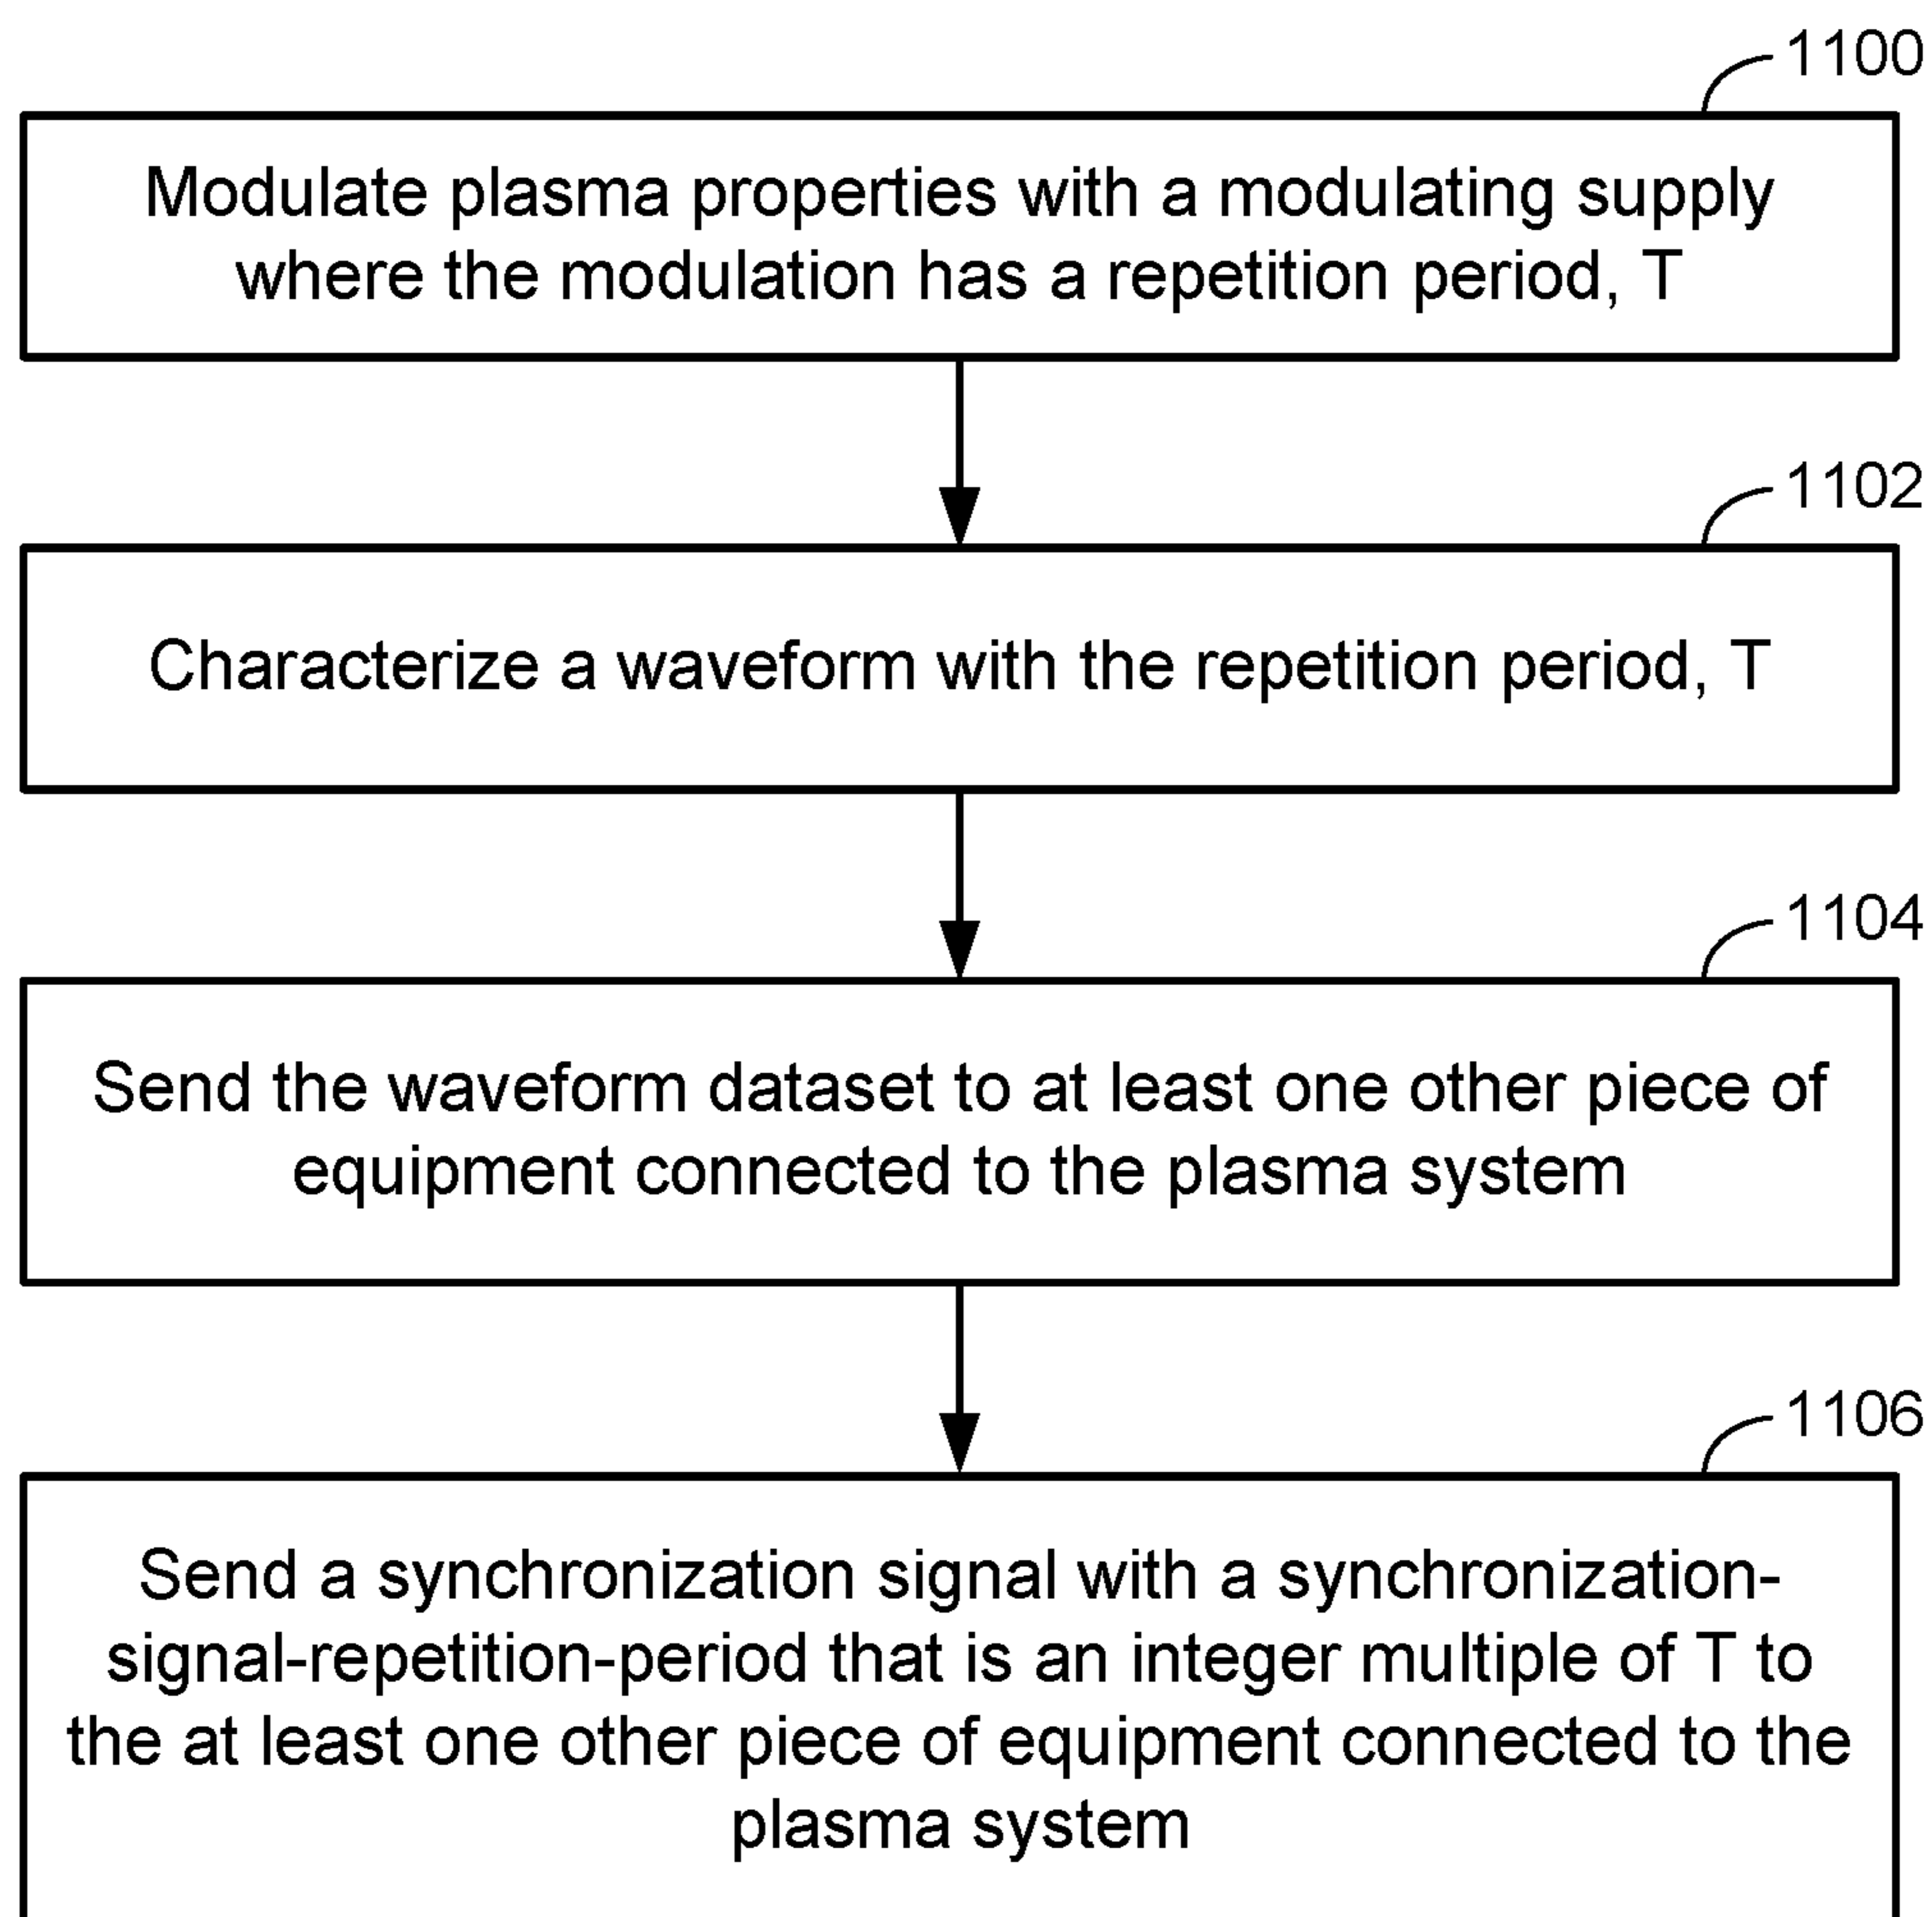 1100
Modulate plasma properties with a modulating supply
where the modulation has a repetition period, T
1102
Characterize a waveform with the repetition period, T
1104
Send the waveform dataset to at least one other piece of
equipment connected to the plasma system
1106
Send a synchronization signal with a synchronization-
signal-repetition-period that is an integer multiple of T to
the at least one other piece of equipment connected to the
plasma system